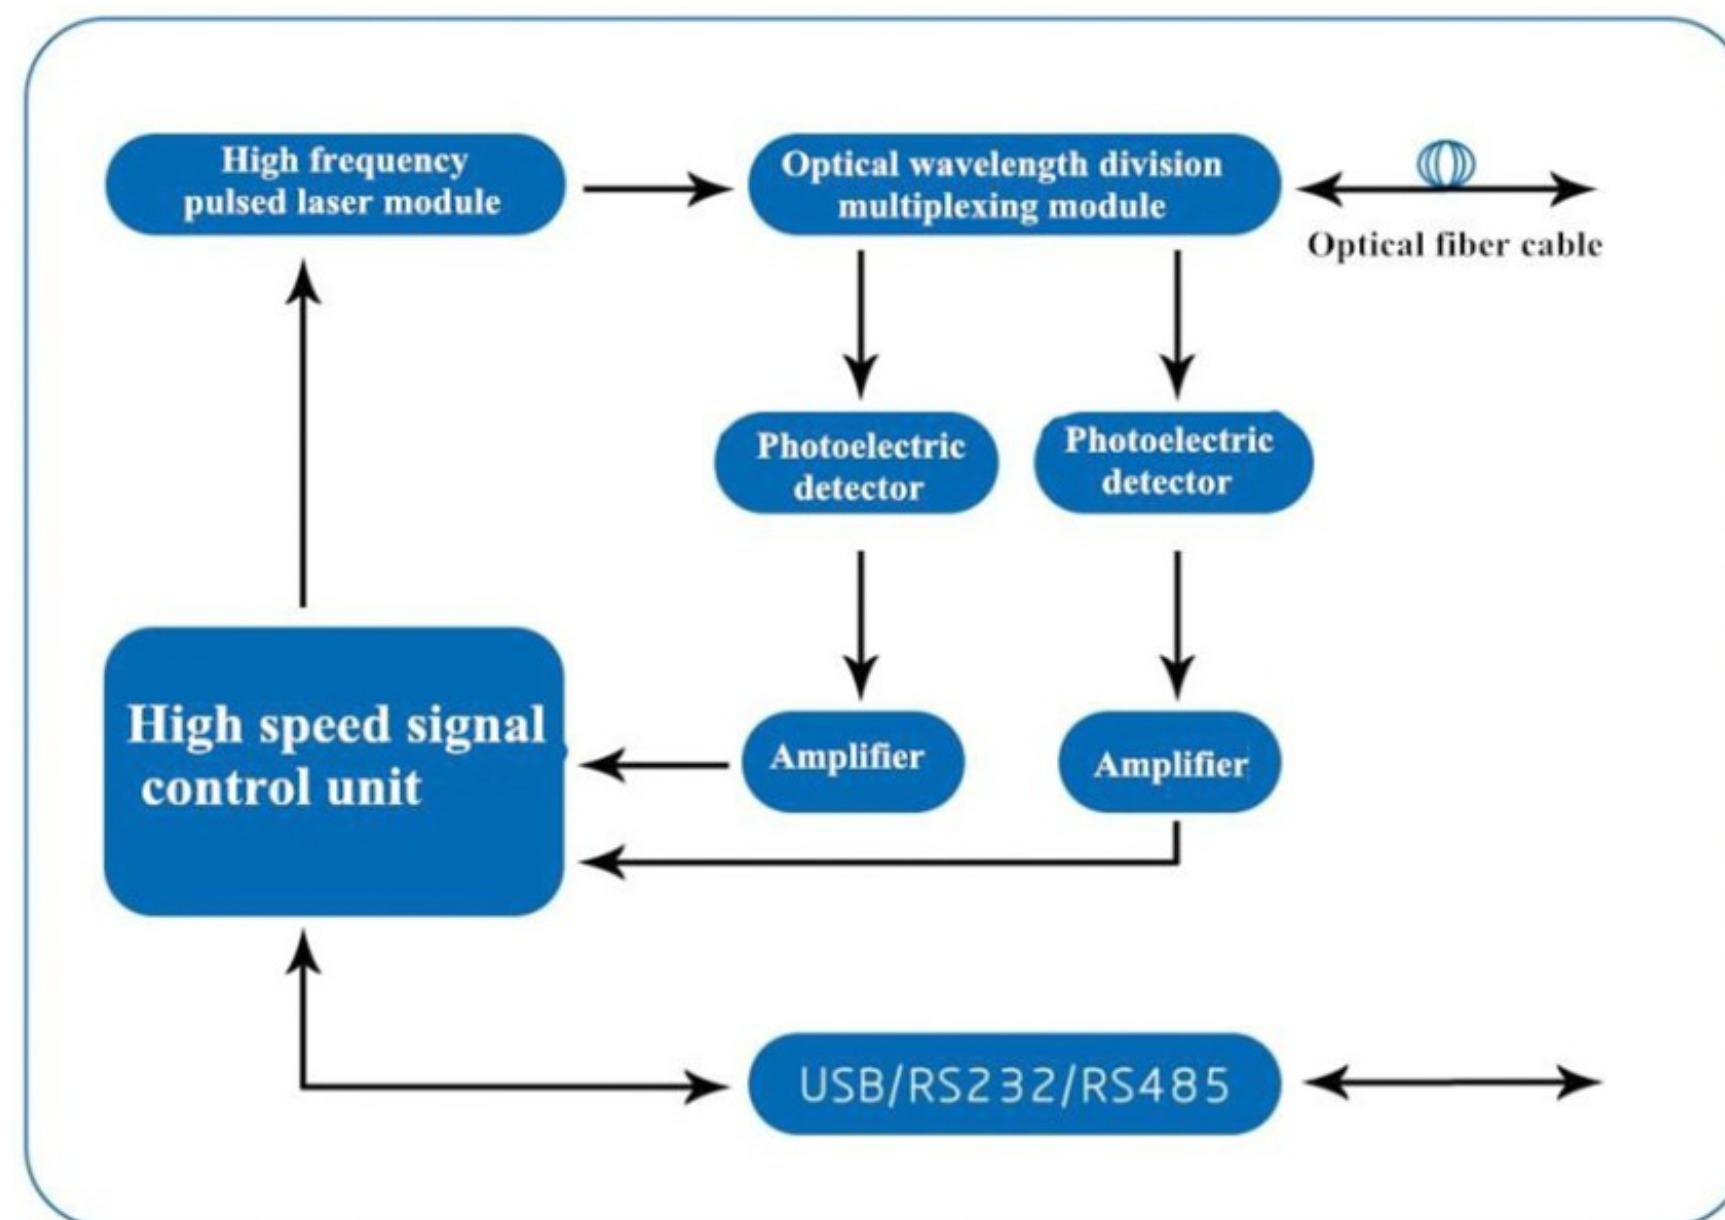 High frequency
pulsed laser module
Optical wavelength division
multiplexing module
Optical fiber cable
Photoelectric
detector
Photoelectric
detector
High speed signal
control unit
Amplifier
Amplifier
USB/RS232/RS485